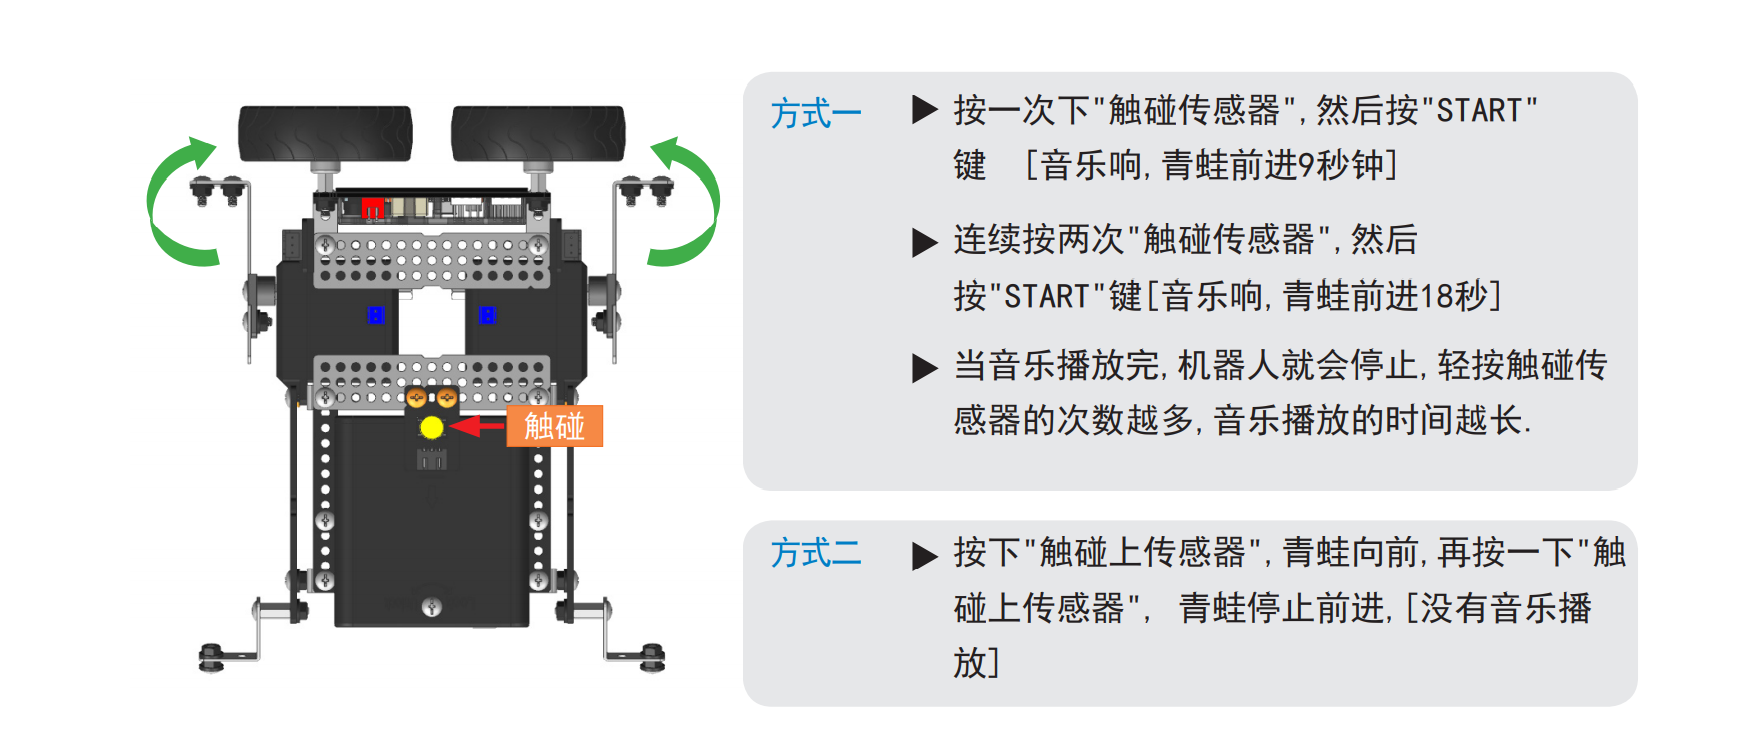 触碰
方式一
▶ 按一次下"触碰传感器",然后按"START"
键 [音乐响,青蛙前进9秒钟]
▶ 连续按两次"触碰传感器",然后
按"START"键[音乐响,青蛙前进18秒]
▶ 当音乐播放完,机器人就会停止,轻按触碰传
感器的次数越多,音乐播放的时间越长.
方式二
▶ 按下"触碰上传感器",青蛙向前,再按一下"触
碰上传感器", 青蛙停止前进,[没有音乐播
放]